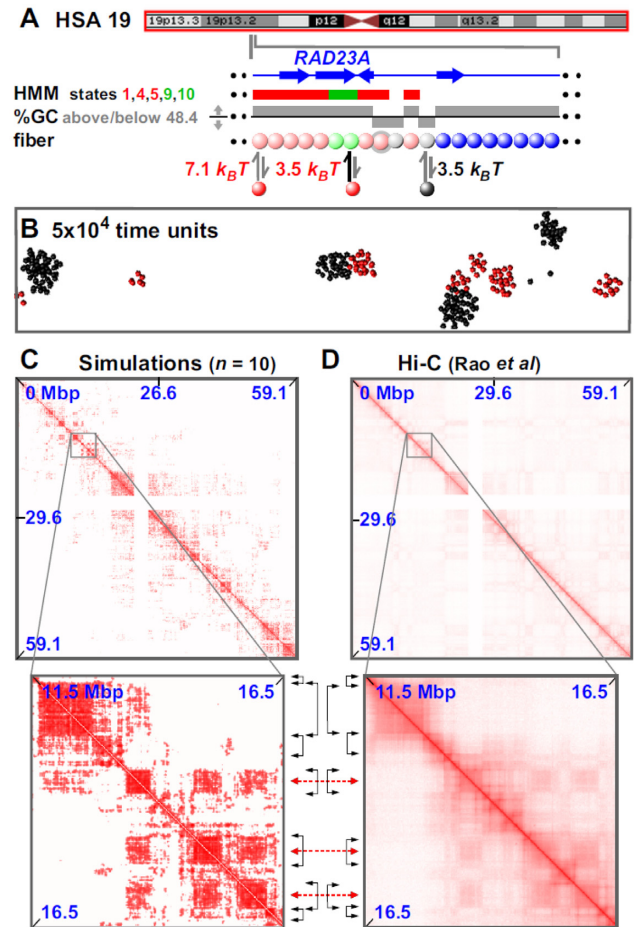 A HSA 19
19p13.3 19p13.2 p12 q12 q13.2
RAD23A
HMM states 1,4,5,9,10
%GC above/below 48.4
fiber
7.1 kBT 3.5 kBT 3.5 kBT
B 5x10⁴ time units
C Simulations (n = 10)
0 Mbp 26.6 59.1
29.6
59.1
D Hi-C (Rao et al)
0 Mbp 29.6 59.1
29.6
59.1
11.5 Mbp 16.5
16.5
11.5 Mbp 16.5
16.5